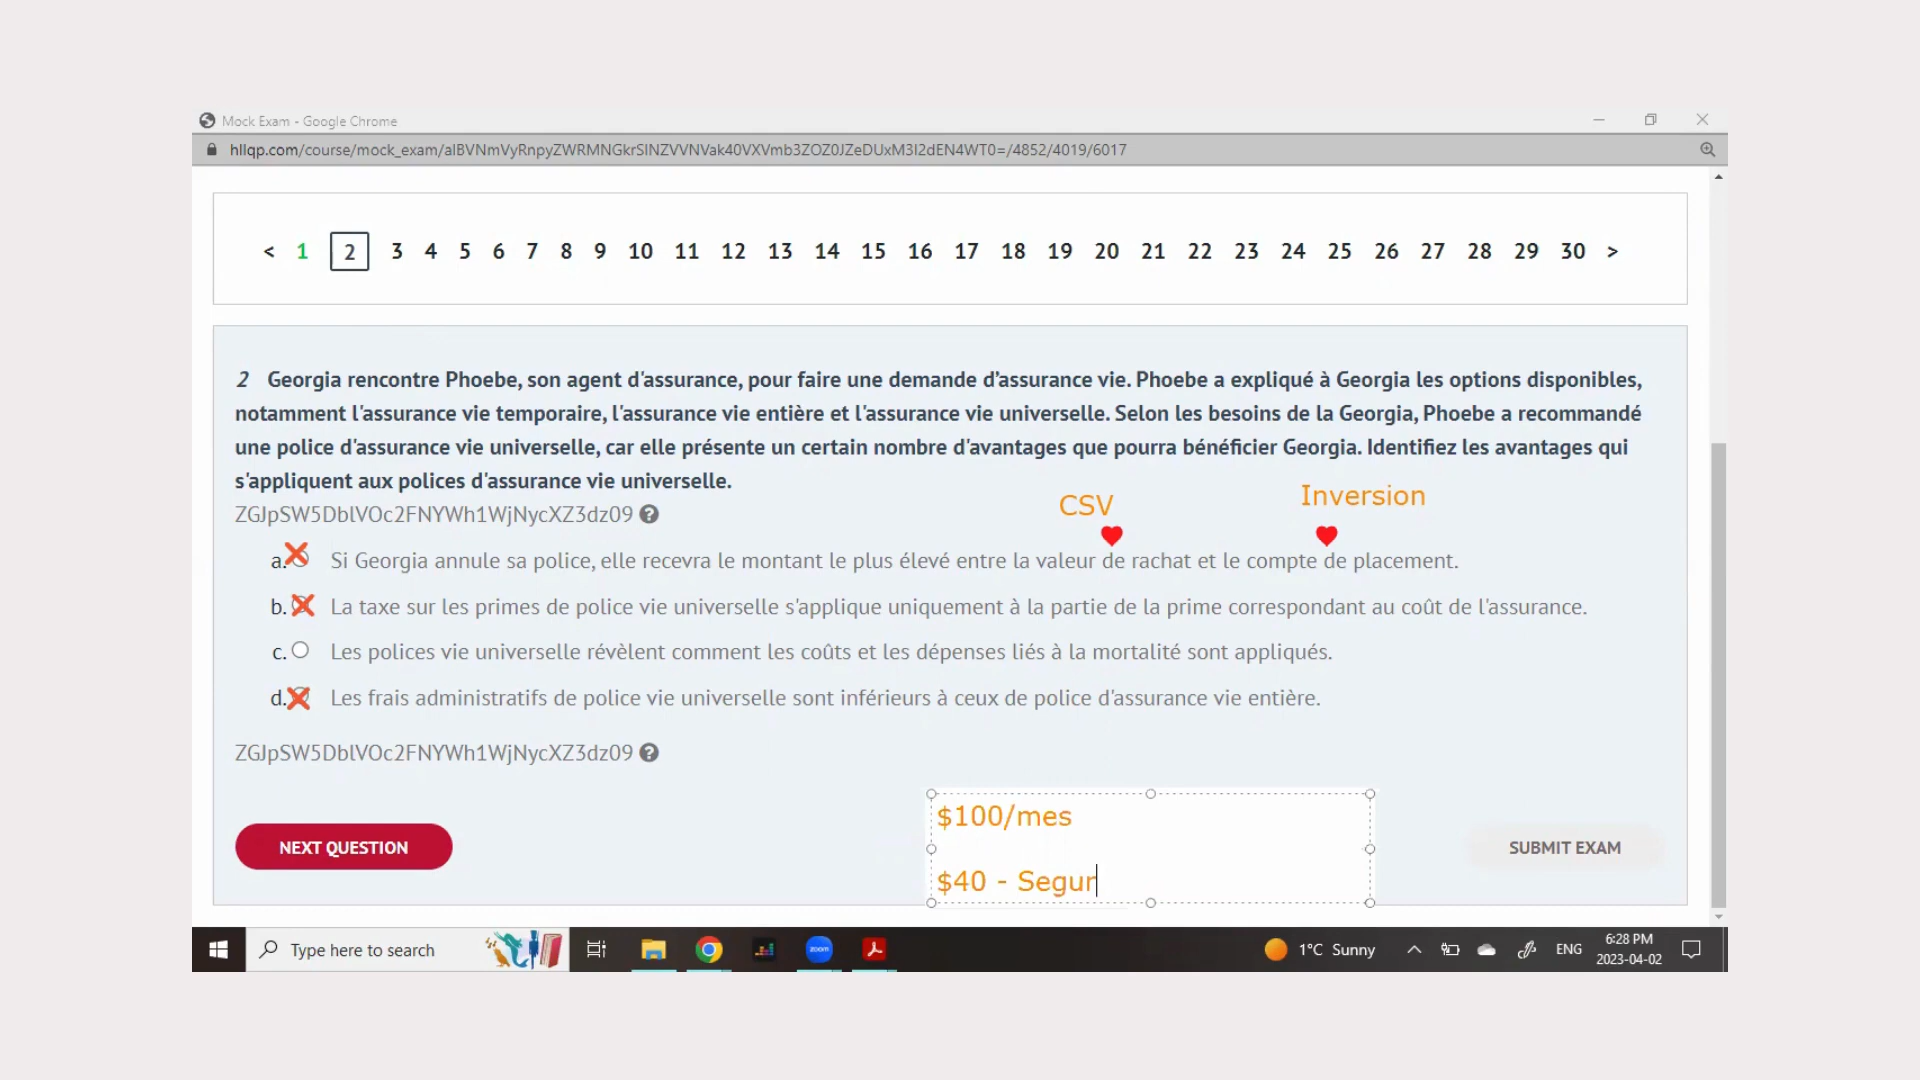 Mock Exam - Google Chrome
hllqp.com/course/mock_exam/alBVNmVyRnpyZWRMNGkrSINZVVNVak40VXVmb3ZOZ0JZeDUxM3I2dEN4WT0=/4852/4019/6017
< 1 2 3 4 5 6 7 8 9 10 11 12 13 14 15 16 17 18 19 20 21 22 23 24 25 26 27 28 29 30 >
2 Georgia rencontre Phoebe, son agent d'assurance, pour faire une demande d’assurance vie. Phoebe a expliqué à Georgia les options disponibles,
notamment l'assurance vie temporaire, l'assurance vie entière et l'assurance vie universelle. Selon les besoins de la Georgia, Phoebe a recommandé
une police d'assurance vie universelle, car elle présente un certain nombre d'avantages que pourra bénéficier Georgia. Identifiez les avantages qui
s'appliquent aux polices d'assurance vie universelle.
CSV
Inversion
ZGJpSW5DblVOc2FNYWh1WjNycXZ3dz09
a. Si Georgia annule sa police, elle recevra le montant le plus élevé entre la valeur de rachat et le compte de placement.
b. La taxe sur les primes de police vie universelle s'applique uniquement à la partie de la prime correspondant au coût de l'assurance.
c. Les polices vie universelle révèlent comment les coûts et les dépenses liés à la mortalité sont appliqués.
d. Les frais administratifs de police vie universelle sont inférieurs à ceux de police d'assurance vie entière.
ZGJpSW5DblVOc2FNYWh1WjNycXZ3dz09
$100/mes
$40 - Segur
NEXT QUESTION
SUBMIT EXAM
Type here to search
zoom
1°C Sunny
ENG
6:28 PM
2023-04-02